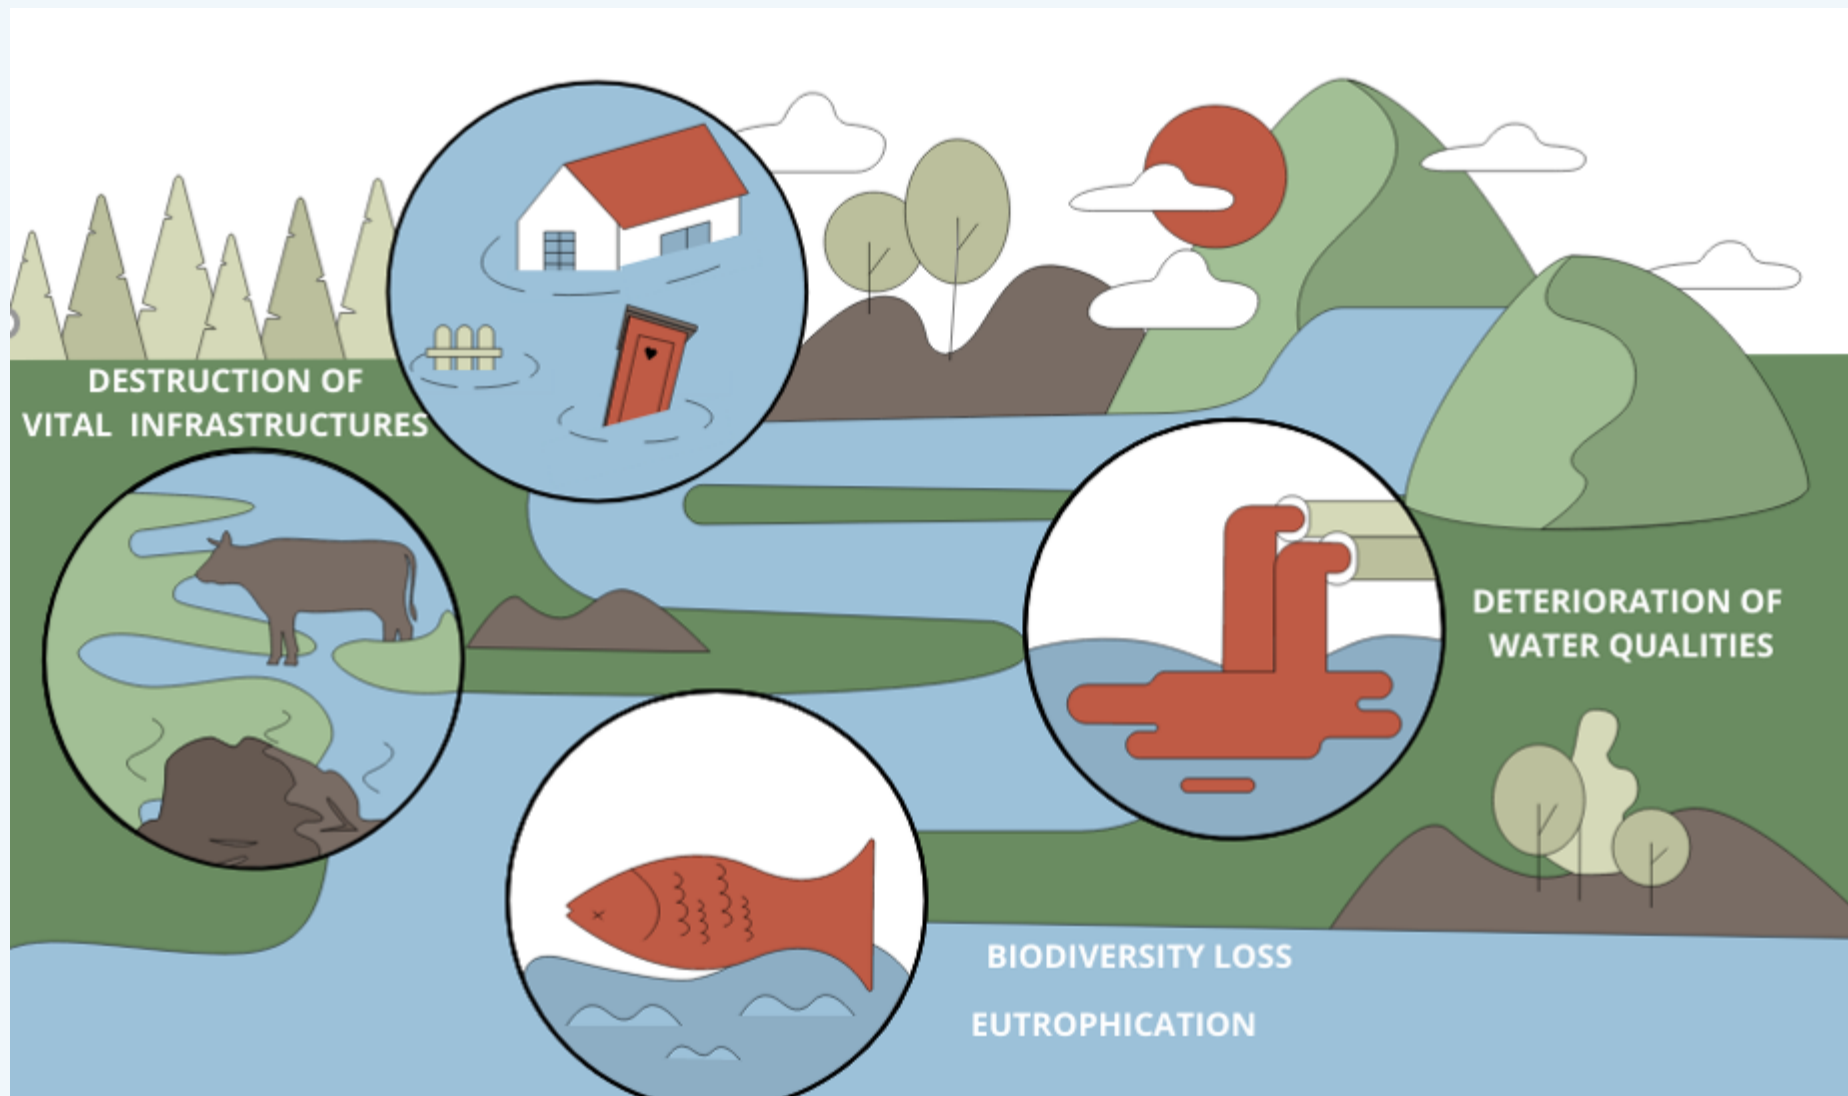 DESTRUCTION OF
VITAL INFRASTRUCTURES
DETERIORATION OF
WATER QUALITIES
BIODIVERSITY LOSS
EUTROPHICATION